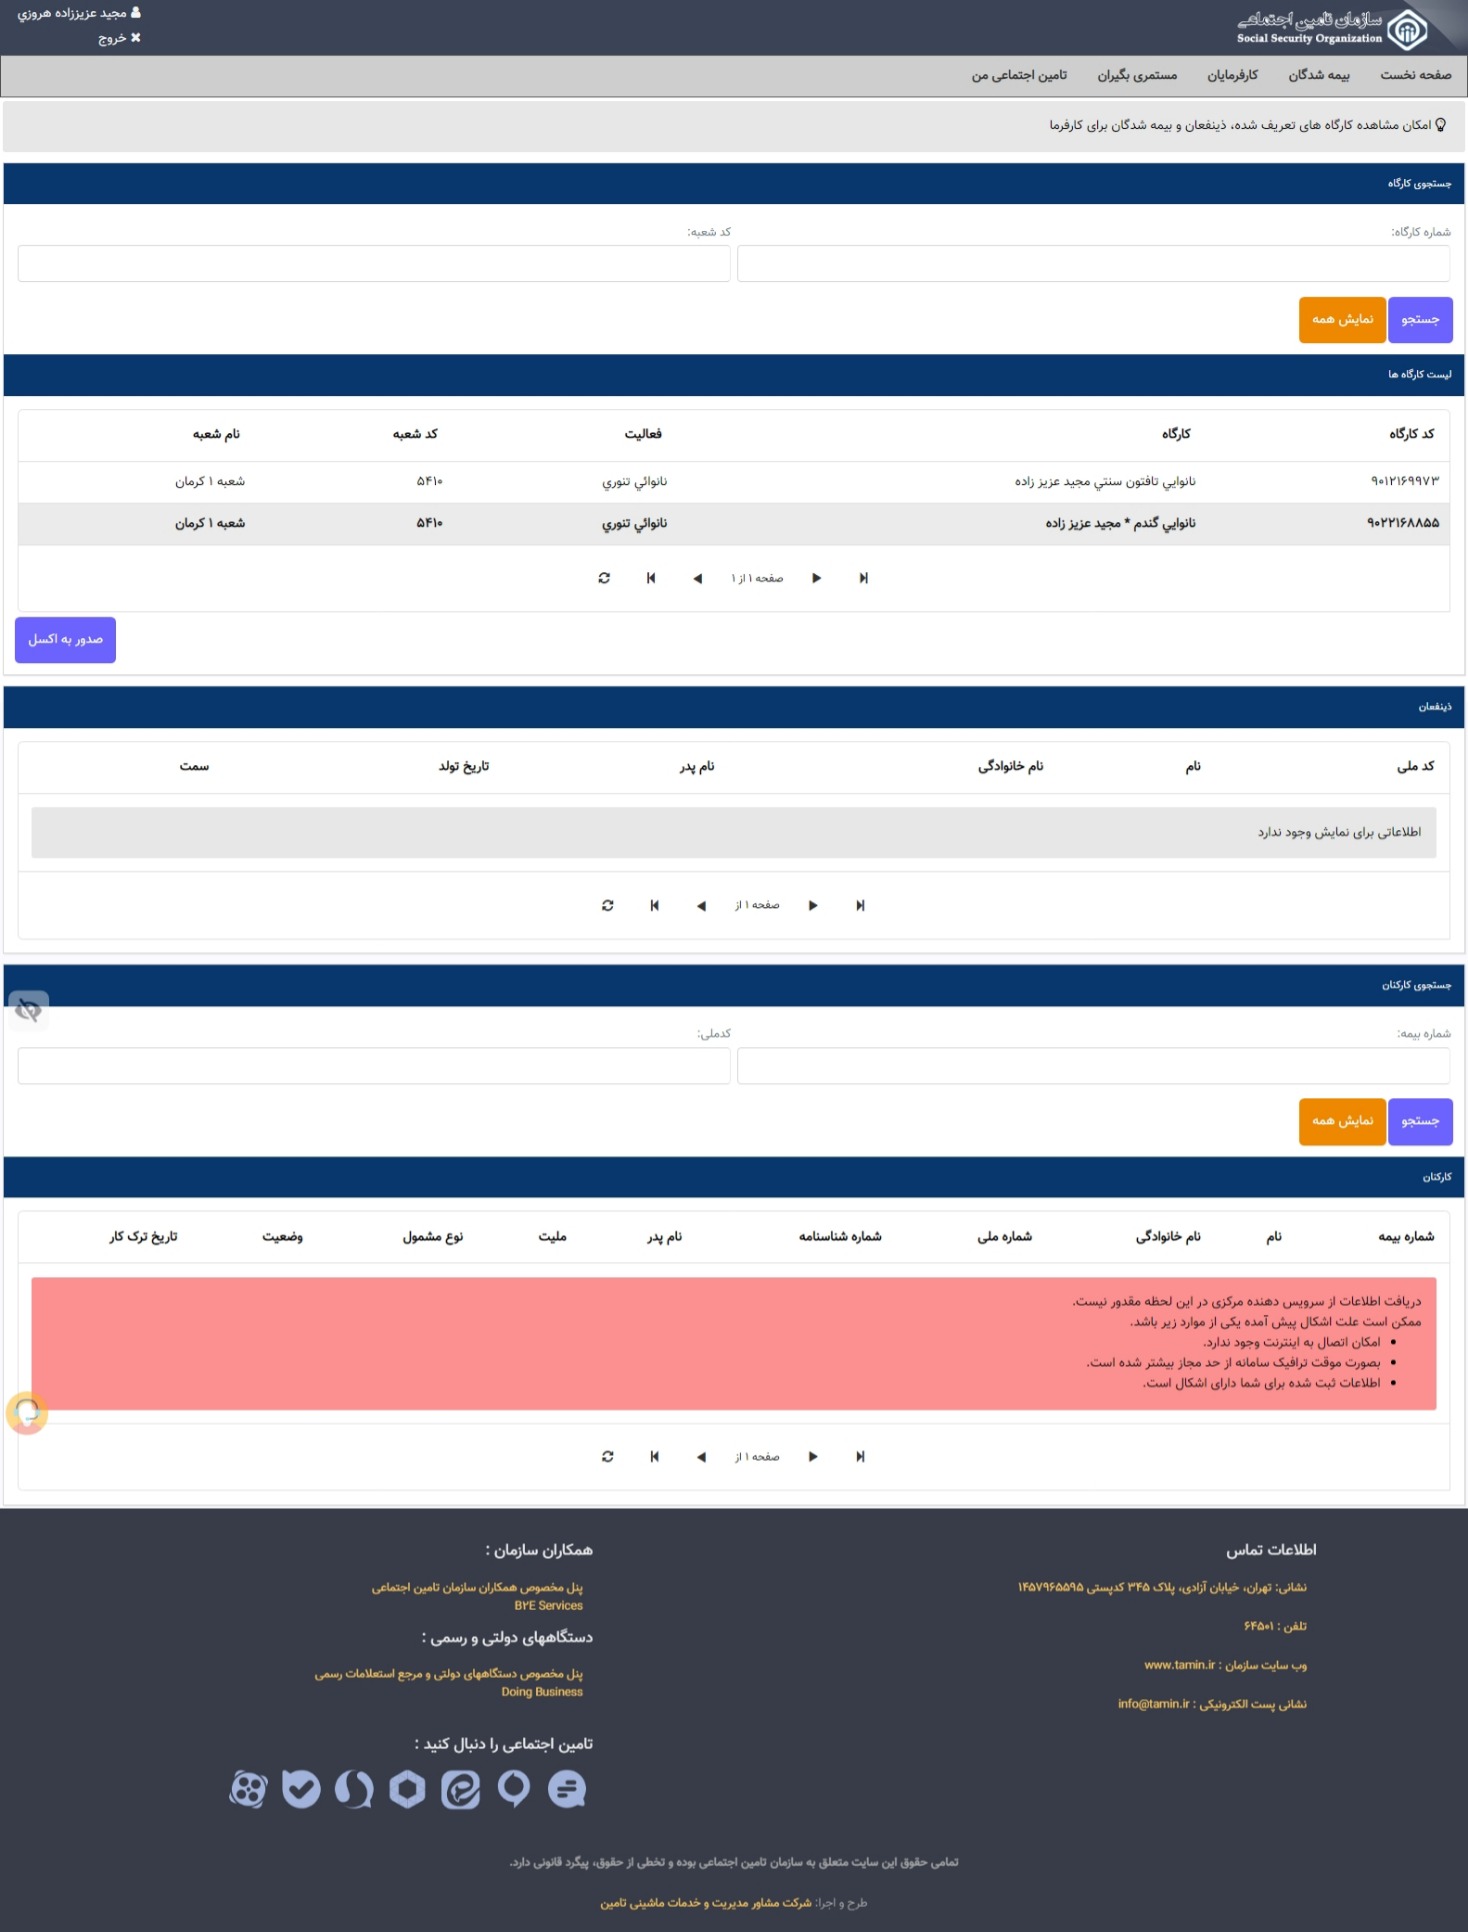 سازمان تامین اجتماعی
Social Security Organization
مجيد عزيززاده هروزي
خروج
صفحه نخست بیمه شدگان کارفرمایان مستمری بگیران تامین اجتماعی من
امکان مشاهده کارگاه های تعریف شده، ذینفعان و بیمه شدگان برای کارفرما
جستجوی کارگاه
شماره کارگاه: کد شعبه:
جستجو نمایش همه
لیست کارگاه ها
کد کارگاه کارگاه فعالیت کد شعبه نام شعبه
۹۰۱۲۱۶۹۹۷۳ نانوايي تافتون سنتي مجيد عزيز زاده نانوائي تنوري ۵۴۱۰ شعبه ۱ کرمان
۹۰۲۲۱۶۸۸۵۵ نانوايي گندم * مجيد عزيز زاده نانوائي تنوري ۵۴۱۰ شعبه ۱ کرمان
صفحه ۱ از ۱
صدور به اکسل
ذینفعان
کد ملی نام نام خانوادگی نام پدر تاریخ تولد سمت
اطلاعاتی برای نمایش وجود ندارد
صفحه ۱ از
جستجوی کارکنان
شماره بیمه: کدملی:
جستجو نمایش همه
کارکنان
شماره بیمه نام نام خانوادگی شماره ملی شماره شناسنامه نام پدر ملیت نوع مشمول وضعیت تاریخ ترک کار
دریافت اطلاعات از سرویس دهنده مرکزی در این لحظه مقدور نیست.
ممکن است علت اشکال پیش آمده یکی از موارد زیر باشد.
• امکان اتصال به اینترنت وجود ندارد.
• بصورت موقت ترافیک سامانه از حد مجاز بیشتر شده است.
• اطلاعات ثبت شده برای شما دارای اشکال است.
صفحه ۱ از
اطلاعات تماس
نشانی: تهران، خیابان آزادی، پلاک ۳۴۵ کدپستی ۱۴۵۷۹۶۵۵۹۵
تلفن : ۶۴۵۰۱
وب سایت سازمان : www.tamin.ir
نشانی پست الکترونیکی : info@tamin.ir
همکاران سازمان :
پنل مخصوص همکاران سازمان تامین اجتماعی
B۲E Services
دستگاههای دولتی و رسمی :
پنل مخصوص دستگاههای دولتی و مرجع استعلامات رسمی
Doing Business
تامین اجتماعی را دنبال کنید :
تمامی حقوق این سایت متعلق به سازمان تامین اجتماعی بوده و تخطی از حقوق، پیگرد قانونی دارد.
طرح و اجرا: شرکت مشاور مدیریت و خدمات ماشینی تامین